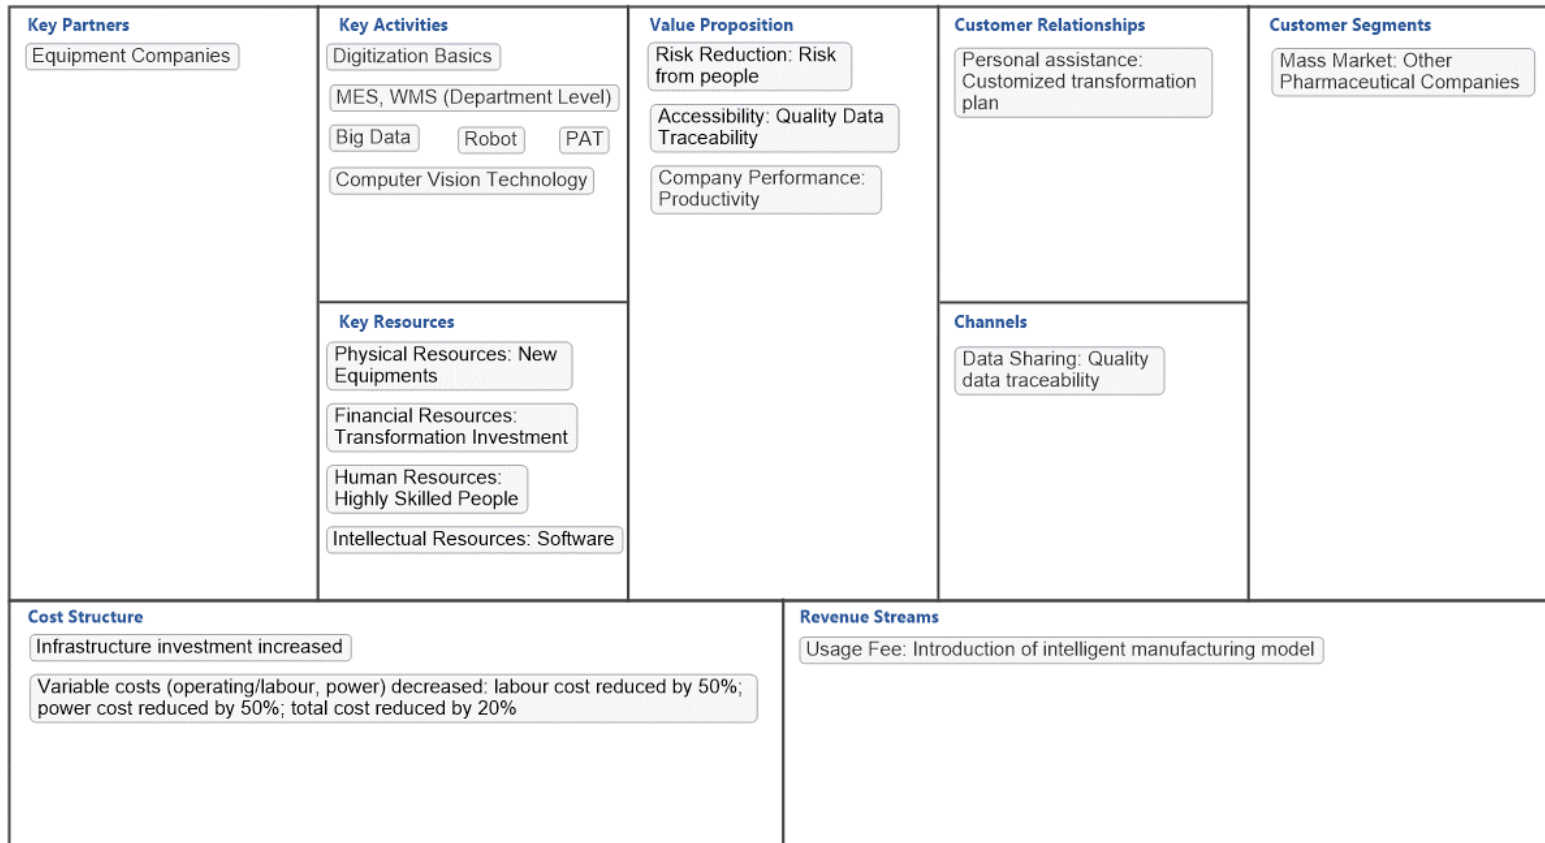 Key Partners
Equipment Companies
Key Activities
Digitization Basics
MES, WMS (Department Level)
Big Data
Robot
PAT
Computer Vision Technology
Key Resources
Physical Resources: New
Equipments
Financial Resources:
Transformation Investment
Human Resources:
Highly Skilled People
Intellectual Resources: Software
Value Proposition
Risk Reduction: Risk
from people
Accessibility: Quality Data
Traceability
Company Performance:
Productivity
Customer Relationships
Personal assistance:
Customized transformation
plan
Channels
Data Sharing: Quality
data traceability
Customer Segments
Mass Market: Other
Pharmaceutical Companies
Cost Structure
Infrastructure investment increased
Variable costs (operating/labour, power) decreased: labour cost reduced by 50%;
power cost reduced by 50%; total cost reduced by 20%
Revenue Streams
Usage Fee: Introduction of intelligent manufacturing model